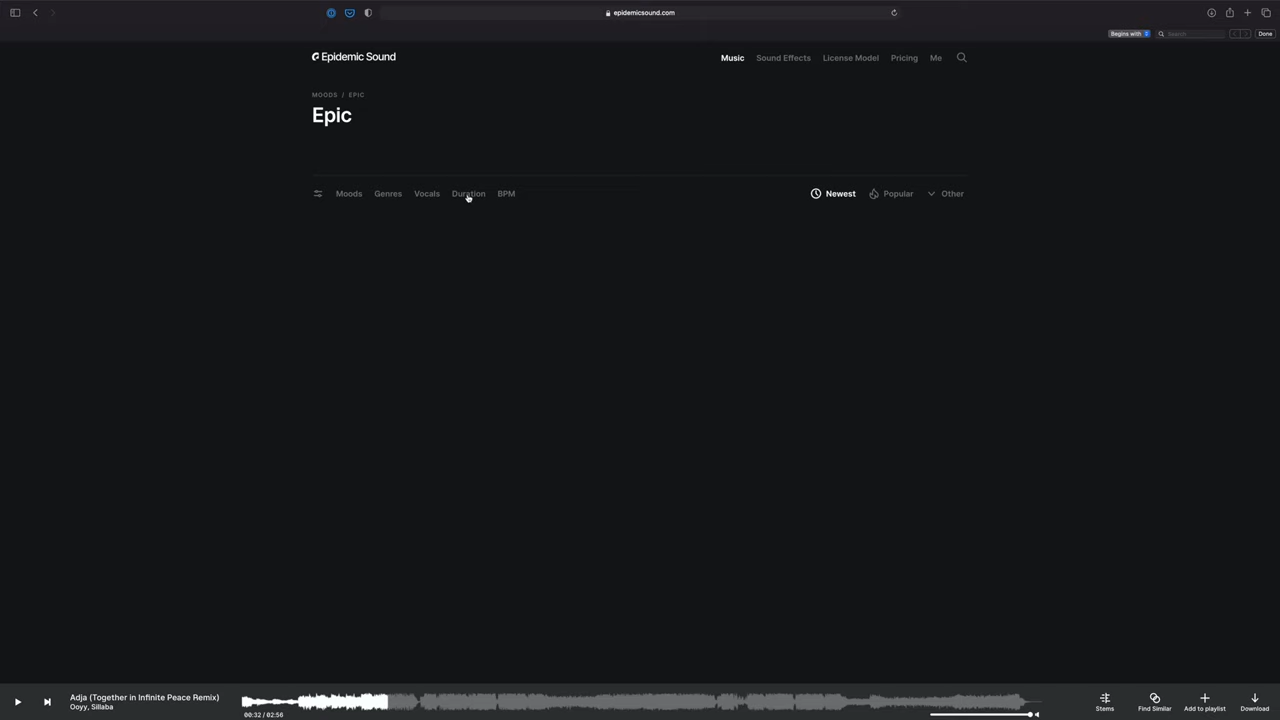 epidemicsound.com
Begins with
Search
Done
Epidemic Sound
Music
Sound Effects
License Model
Pricing
Me
MOODS / EPIC
Epic
Moods
Genres
Vocals
Duration
BPM
Newest
Popular
Other
Adja (Together in Infinite Peace Remix)
Ooyy, Sillaba
00:32 / 02:56
Stems
Find Similar
Add to playlist
Download